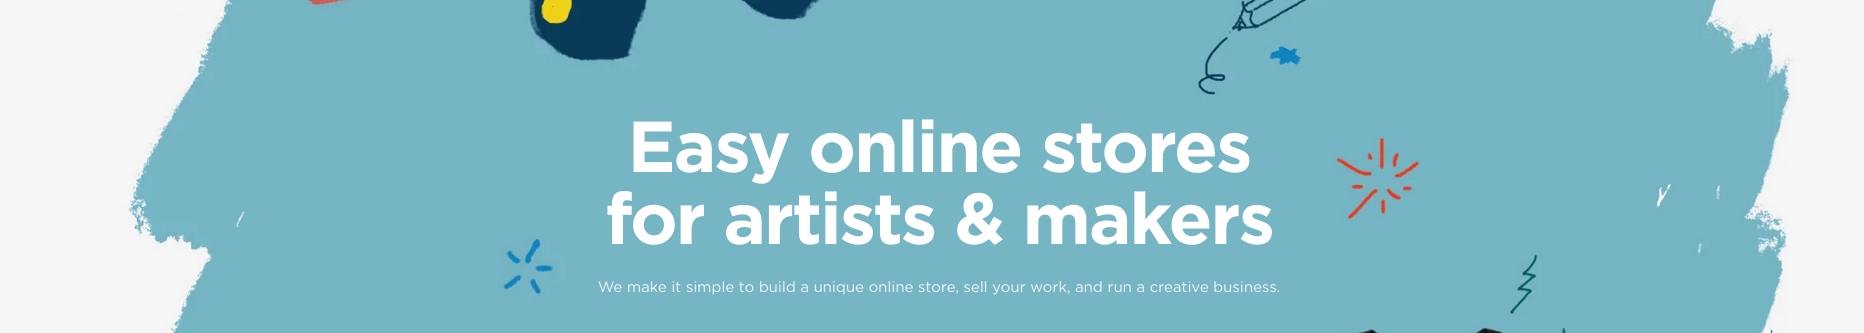 Easy online stores
for artists & makers
We make it simple to build a unique online store, sell your work, and run a creative business.